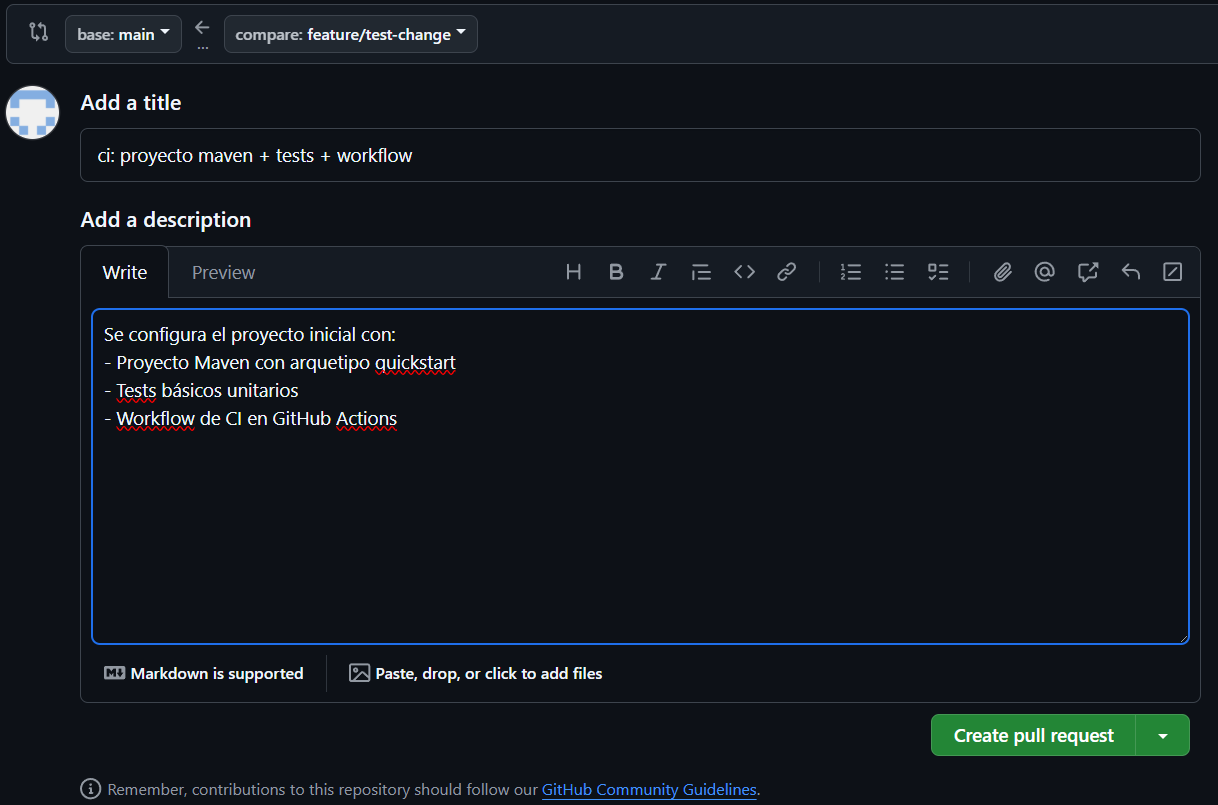 base: main
compare: feature/test-change
Add a title
ci: proyecto maven + tests + workflow
Add a description
Write Preview
Se configura el proyecto inicial con:
- Proyecto Maven con arquetipo quickstart
- Tests básicos unitarios
- Workflow de CI en GitHub Actions
Markdown is supported
Paste, drop, or click to add files
Create pull request
Remember, contributions to this repository should follow our GitHub Community Guidelines.